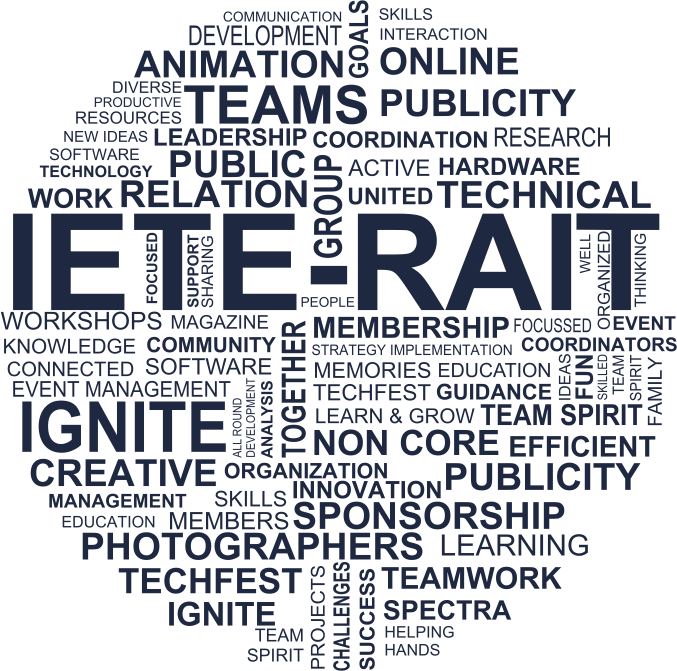 COMMUNICATION
SKILLS
DEVELOPMENT
GOALS
INTERACTION
ANIMATION
ONLINE
DIVERSE
PRODUCTIVE
RESOURCES
TEAMS
PUBLICITY
NEW IDEAS
LEADERSHIP
COORDINATION
RESEARCH
SOFTWARE
TECHNOLOGY
PUBLIC
GROUP
ACTIVE
HARDWARE
WORK
RELATION
UNITED
TECHNICAL
IETE-RAIT
FOCUSED
SUPPORT
SHARING
PEOPLE
WELL
ORGANIZED
THINKING
WORKSHOPS
MAGAZINE
MEMBERSHIP
FOCUSSED
EVENT
KNOWLEDGE
COMMUNITY
TOGETHER
STRATEGY IMPLEMENTATION
COORDINATORS
CONNECTED
SOFTWARE
MEMORIES
EDUCATION
IDEAS
FUN
SKILLED
TEAM
SPIRIT
FAMILY
EVENT MANAGEMENT
ALL ROUND
DEVELOPMENT
ANALYSIS
TECHFEST
GUIDANCE
IGNITE
LEARN & GROW
TEAM SPIRIT
NON CORE
EFFICIENT
CREATIVE
ORGANIZATION
PUBLICITY
MANAGEMENT
SKILLS
INNOVATION
EDUCATION
MEMBERS
SPONSORSHIP
PHOTOGRAPHERS
LEARNING
TECHFEST
PROJECTS
CHALLENGES
SUCCESS
TEAMWORK
IGNITE
SPECTRA
TEAM
SPIRIT
HELPING
HANDS